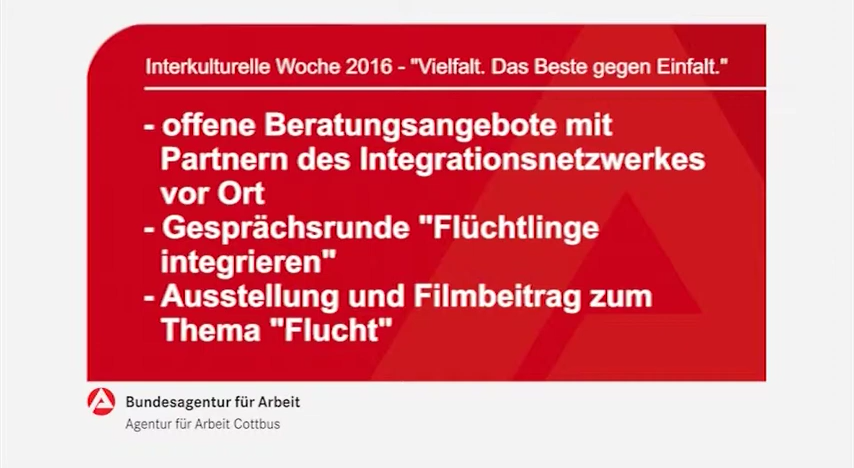 Interkulturelle Woche 2016 - "Vielfalt. Das Beste gegen Einfalt."
- offene Beratungsangebote mit
Partnern des Integrationsnetzwerkes
vor Ort
- Gesprächsrunde "Flüchtlinge
integrieren"
- Ausstellung und Filmbeitrag zum
Thema "Flucht"
Bundesagentur für Arbeit
Agentur für Arbeit Cottbus